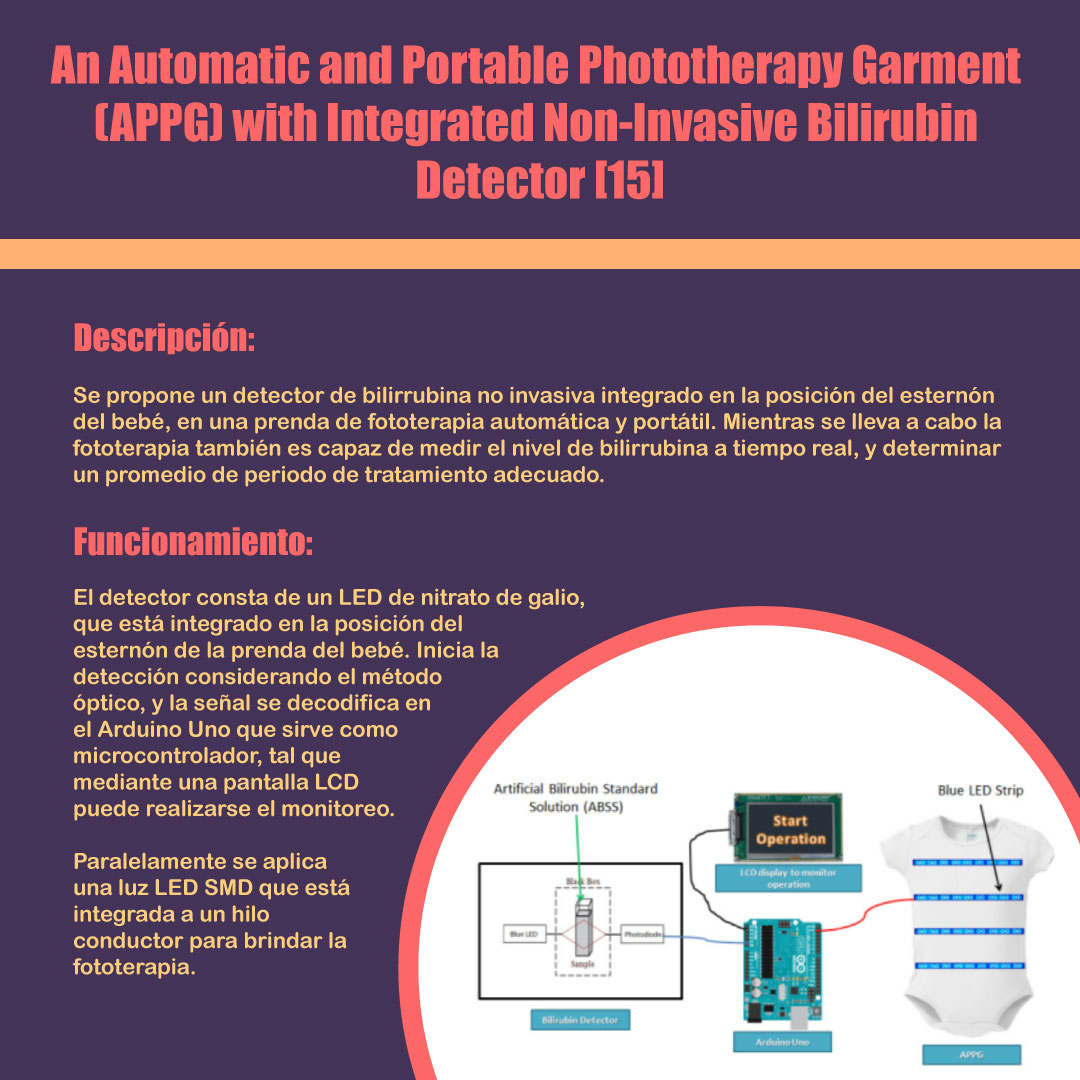 An Automatic and Portable Phototherapy Garment
(APPG) with Integrated Non-Invasive Bilirubin
Detector [15]
Descripción:
Se propone un detector de bilirrubina no invasiva integrado en la posición del esternón
del bebé, en una prenda de fototerapia automática y portátil. Mientras se lleva a cabo la
fototerapia también es capaz de medir el nivel de bilirrubina a tiempo real, y determinar
un promedio de periodo de tratamiento adecuado.
Funcionamiento:
El detector consta de un LED de nitrato de galio,
que está integrado en la posición del
esternón de la prenda del bebé. Inicia la
detección considerando el método
óptico, y la señal se decodifica en
el Arduino Uno que sirve como
microcontrolador, tal que
mediante una pantalla LCD
puede realizarse el monitoreo.
Paralelamente se aplica
una luz LED SMD que está
integrada a un hilo
conductor para brindar la
fototerapia.
Artificial Bilirubin Standard
Solution (ABSS)
Black Box
Blue LED
Photodiode
Sample
Bilirubin Detector
Start
Operation
LCD display to monitor
operation
Arduino Uno
Blue LED Strip
APPG